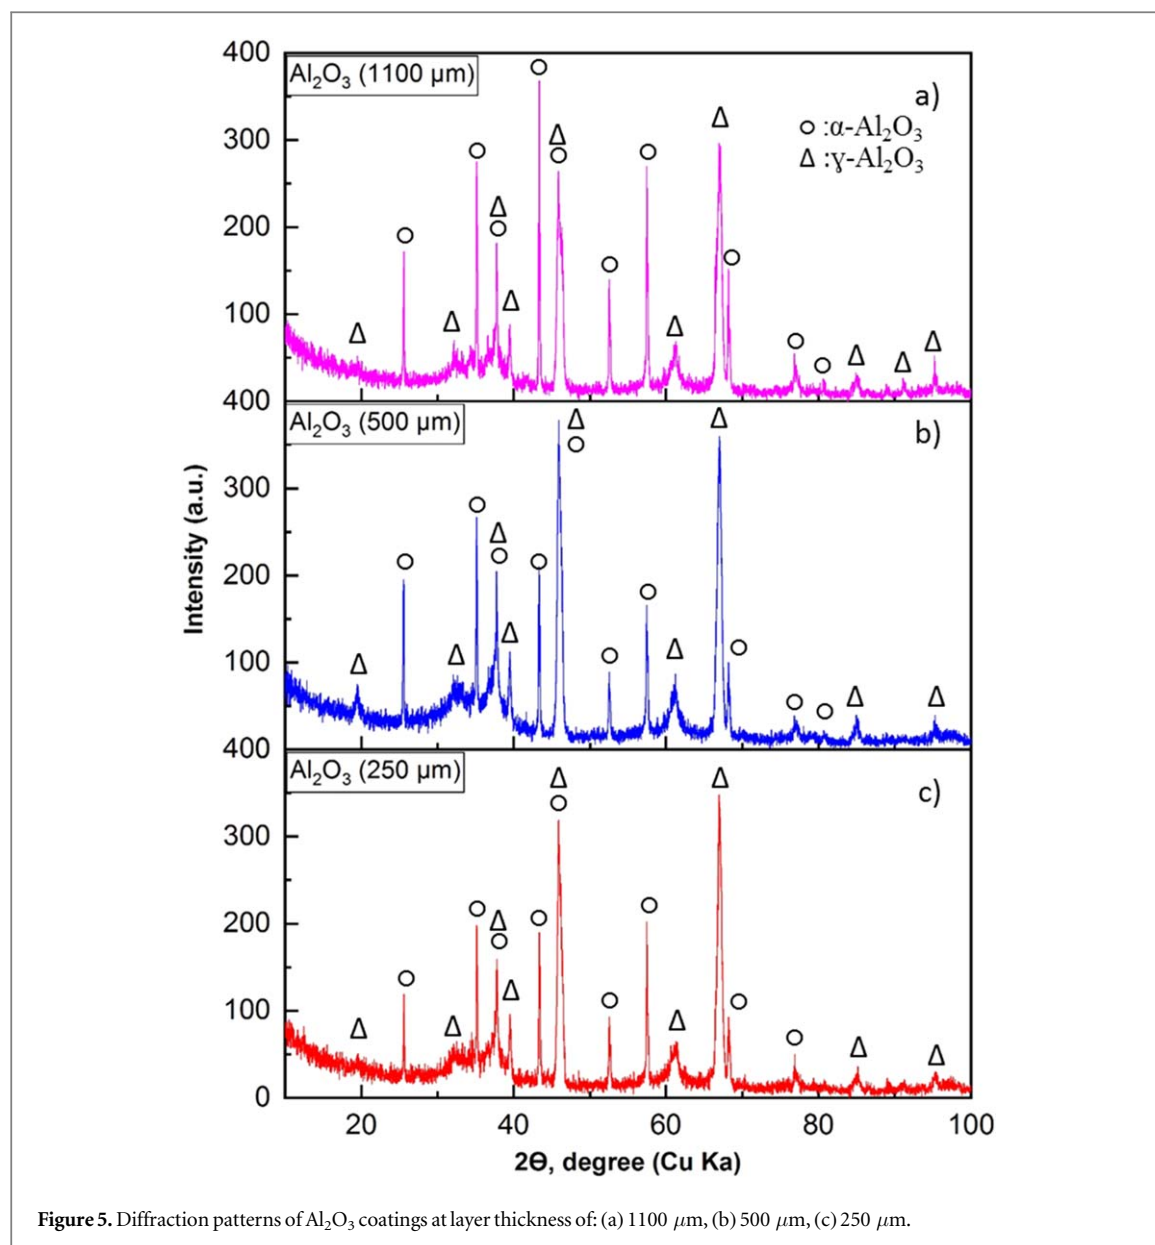 400
Al₂O₃ (1100 μm)
a)
○ :α-Al₂O₃
Δ :ɣ-Al₂O₃
300
200
100
400
Al₂O₃ (500 μm)
b)
300
200
100
400
Al₂O₃ (250 μm)
c)
300
200
100
0
Intensity (a.u.)
20 40 60 80 100
2Ө, degree (Cu Ka)
Figure 5. Diffraction patterns of Al₂O₃ coatings at layer thickness of: (a) 1100 μm, (b) 500 μm, (c) 250 μm.